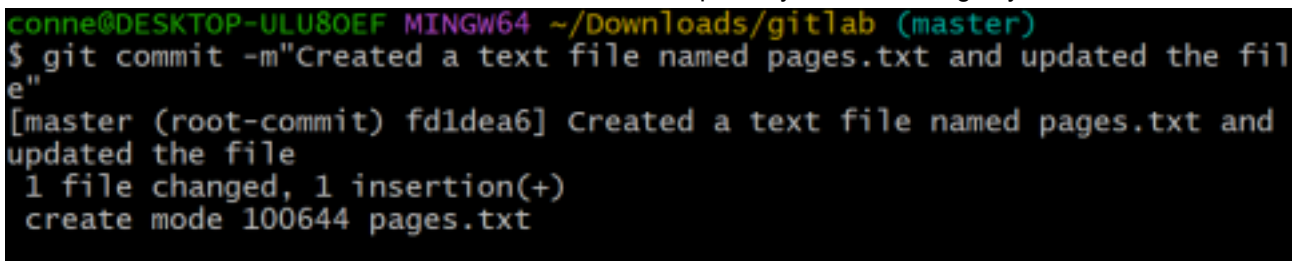 conne@DESKTOP-ULU8OEF MINGW64 ~/Downloads/gitlab (master)
$ git commit -m"Created a text file named pages.txt and updated the fil
e"
[master (root-commit) fd1dea6] Created a text file named pages.txt and
updated the file
 1 file changed, 1 insertion(+)
 create mode 100644 pages.txt